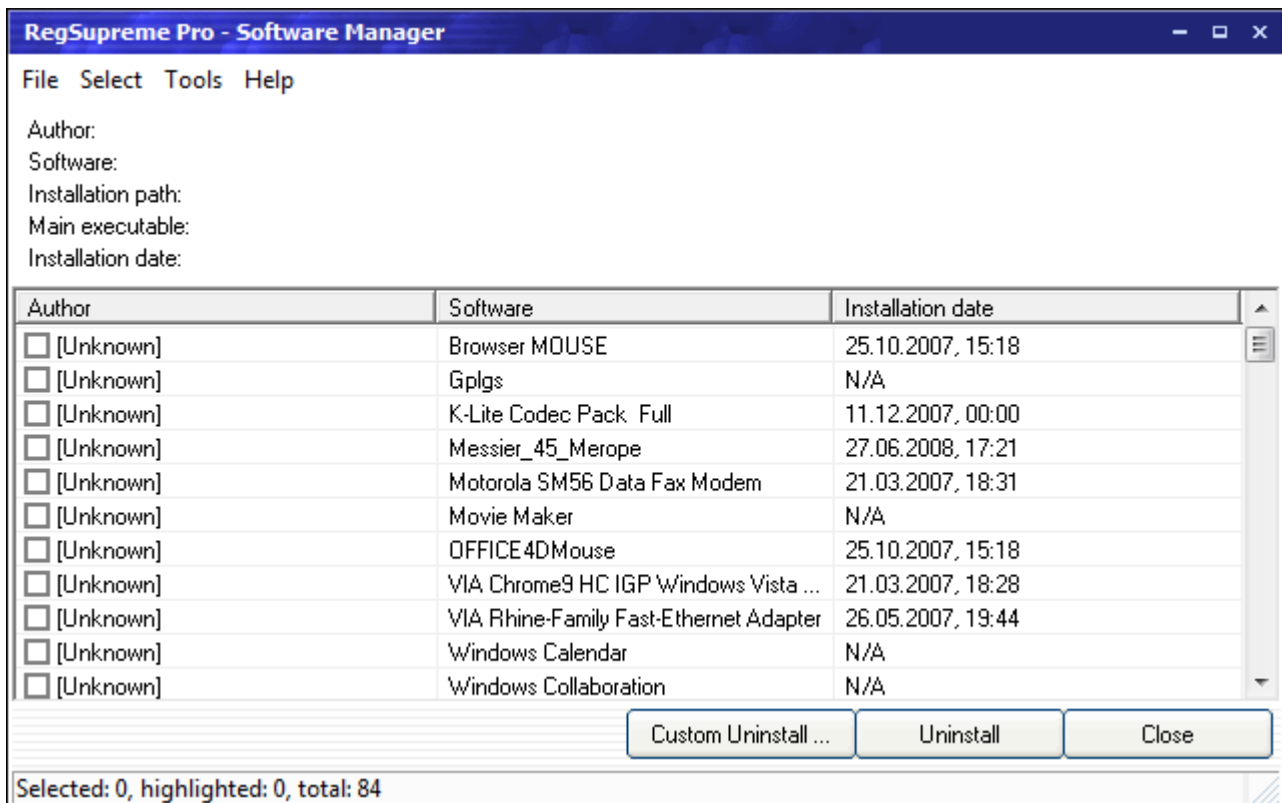 RegSupreme Pro - Software Manager
File Select Tools Help
Author:
Software:
Installation path:
Main executable:
Installation date:
Author Software Installation date
[Unknown] Browser MOUSE 25.10.2007, 15:18
[Unknown] Gplgs N/A
[Unknown] K-Lite Codec Pack Full 11.12.2007, 00:00
[Unknown] Messier_45_Merope 27.06.2008, 17:21
[Unknown] Motorola SM56 Data Fax Modem 21.03.2007, 18:31
[Unknown] Movie Maker N/A
[Unknown] OFFICE4DMouse 25.10.2007, 15:18
[Unknown] VIA Chrome9 HC IGP Windows Vista ... 21.03.2007, 18:28
[Unknown] VIA Rhine-Family Fast-Ethernet Adapter 26.05.2007, 19:44
[Unknown] Windows Calendar N/A
[Unknown] Windows Collaboration N/A
Custom Uninstall ... Uninstall Close
Selected: 0, highlighted: 0, total: 84